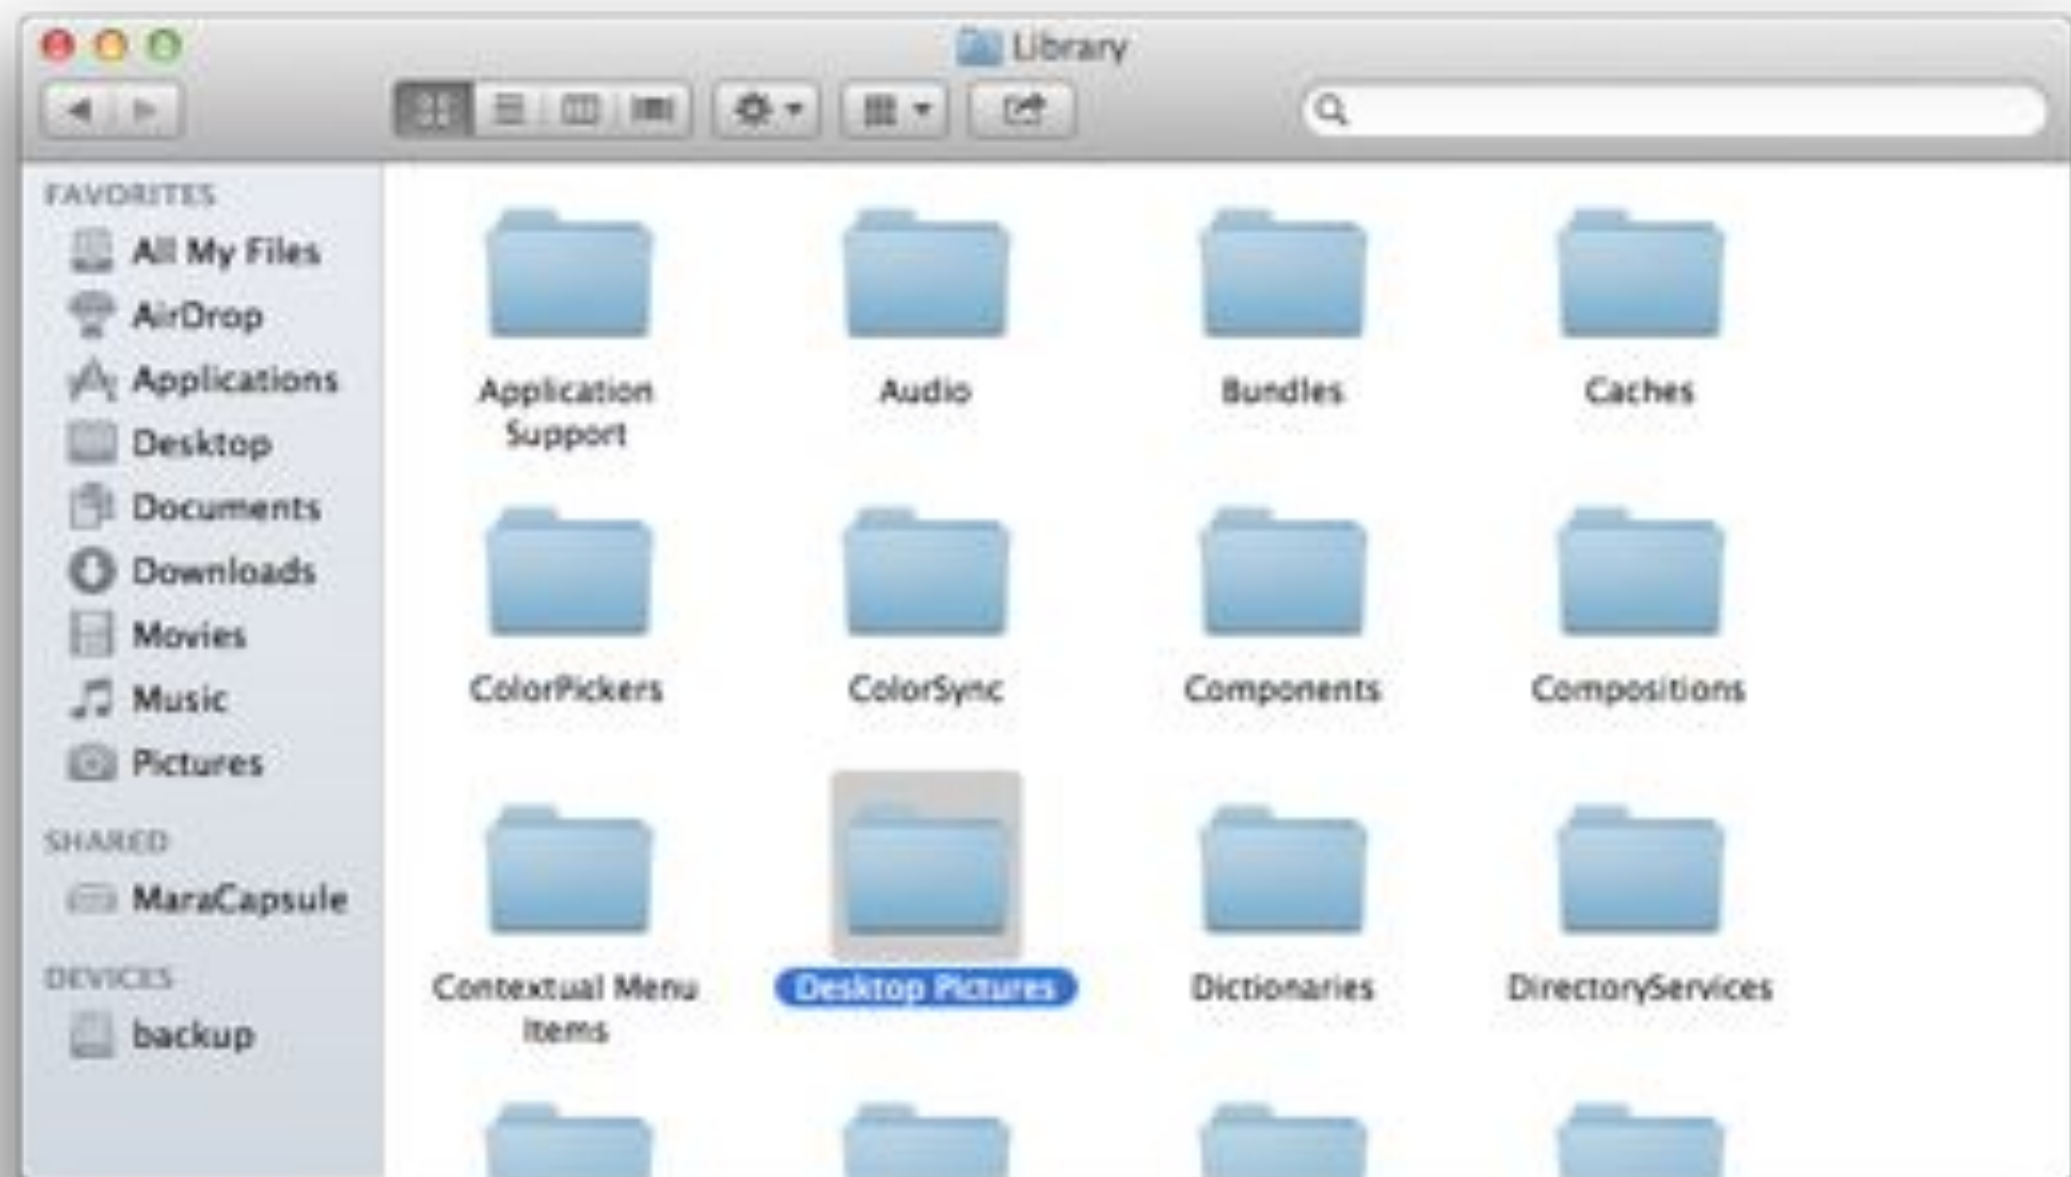 Library
FAVORITES
All My Files
AirDrop
Applications
Desktop
Documents
Downloads
Movies
Music
Pictures
SHARED
MaraCapsule
DEVICES
backup
Application
Support
Audio
Bundles
Caches
ColorPickers
ColorSync
Components
Compositions
Contextual Menu
Items
Desktop Pictures
Dictionaries
DirectoryServices